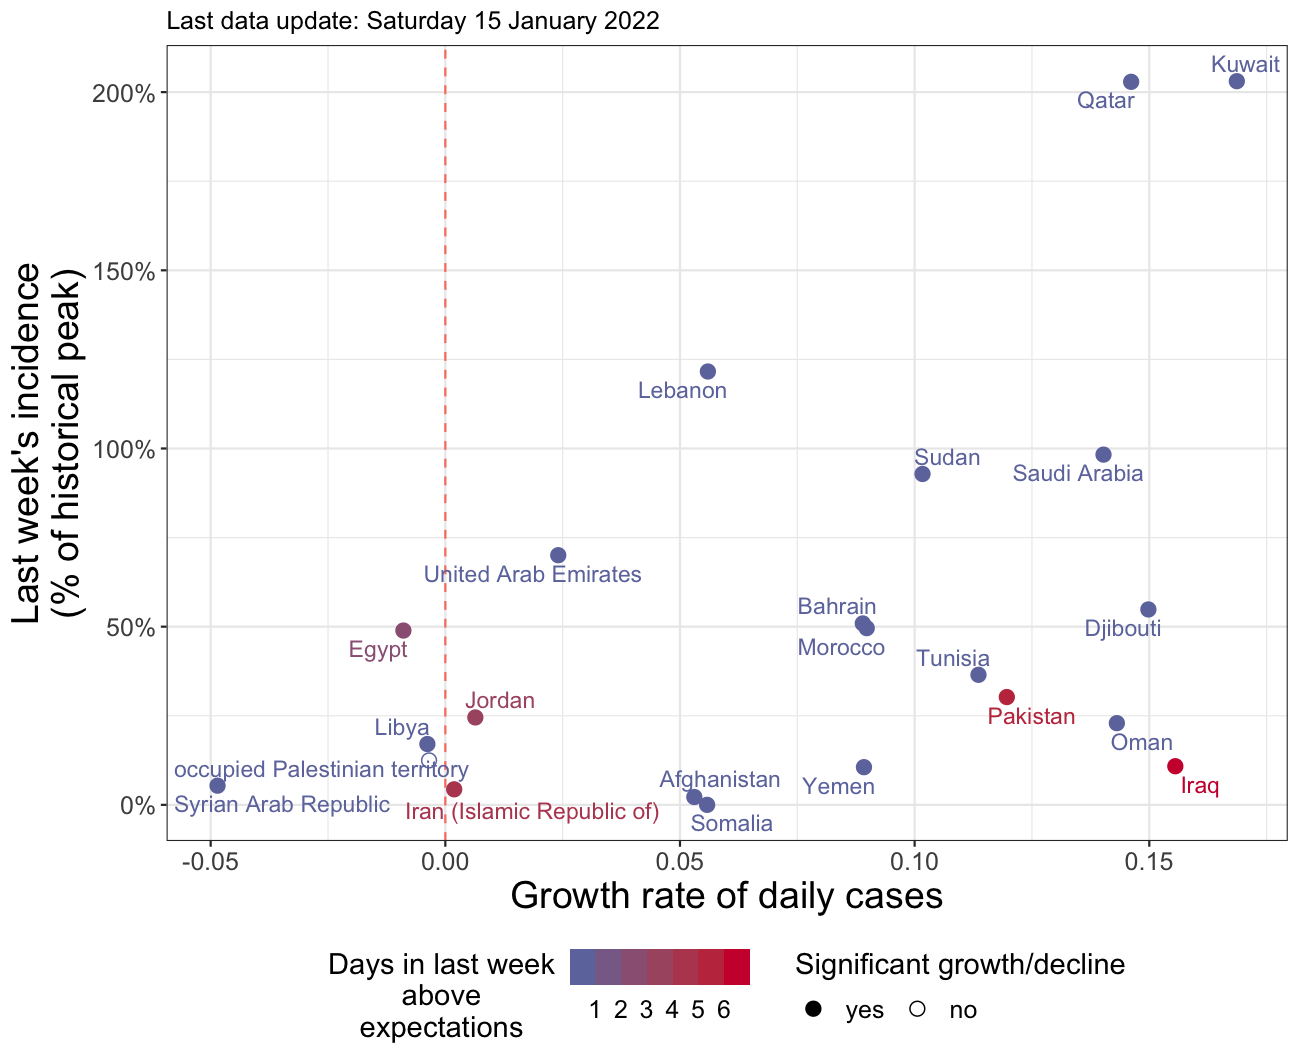 Last data update: Saturday 15 January 2022
Last week's incidence
(% of historical peak)
200%
150%
100%
50%
0%
Kuwait
Qatar
Lebanon
Sudan
Saudi Arabia
United Arab Emirates
Bahrain
Djibouti
Egypt
Morocco
Tunisia
Jordan
Pakistan
Libya
Oman
occupied Palestinian territory
Afghanistan
Yemen
Iraq
Syrian Arab Republic
Iran (Islamic Republic of)
Somalia
-0.05 0.00 0.05 0.10 0.15
Growth rate of daily cases
Days in last week
above
expectations
1 2 3 4 5 6
Significant growth/decline
yes no